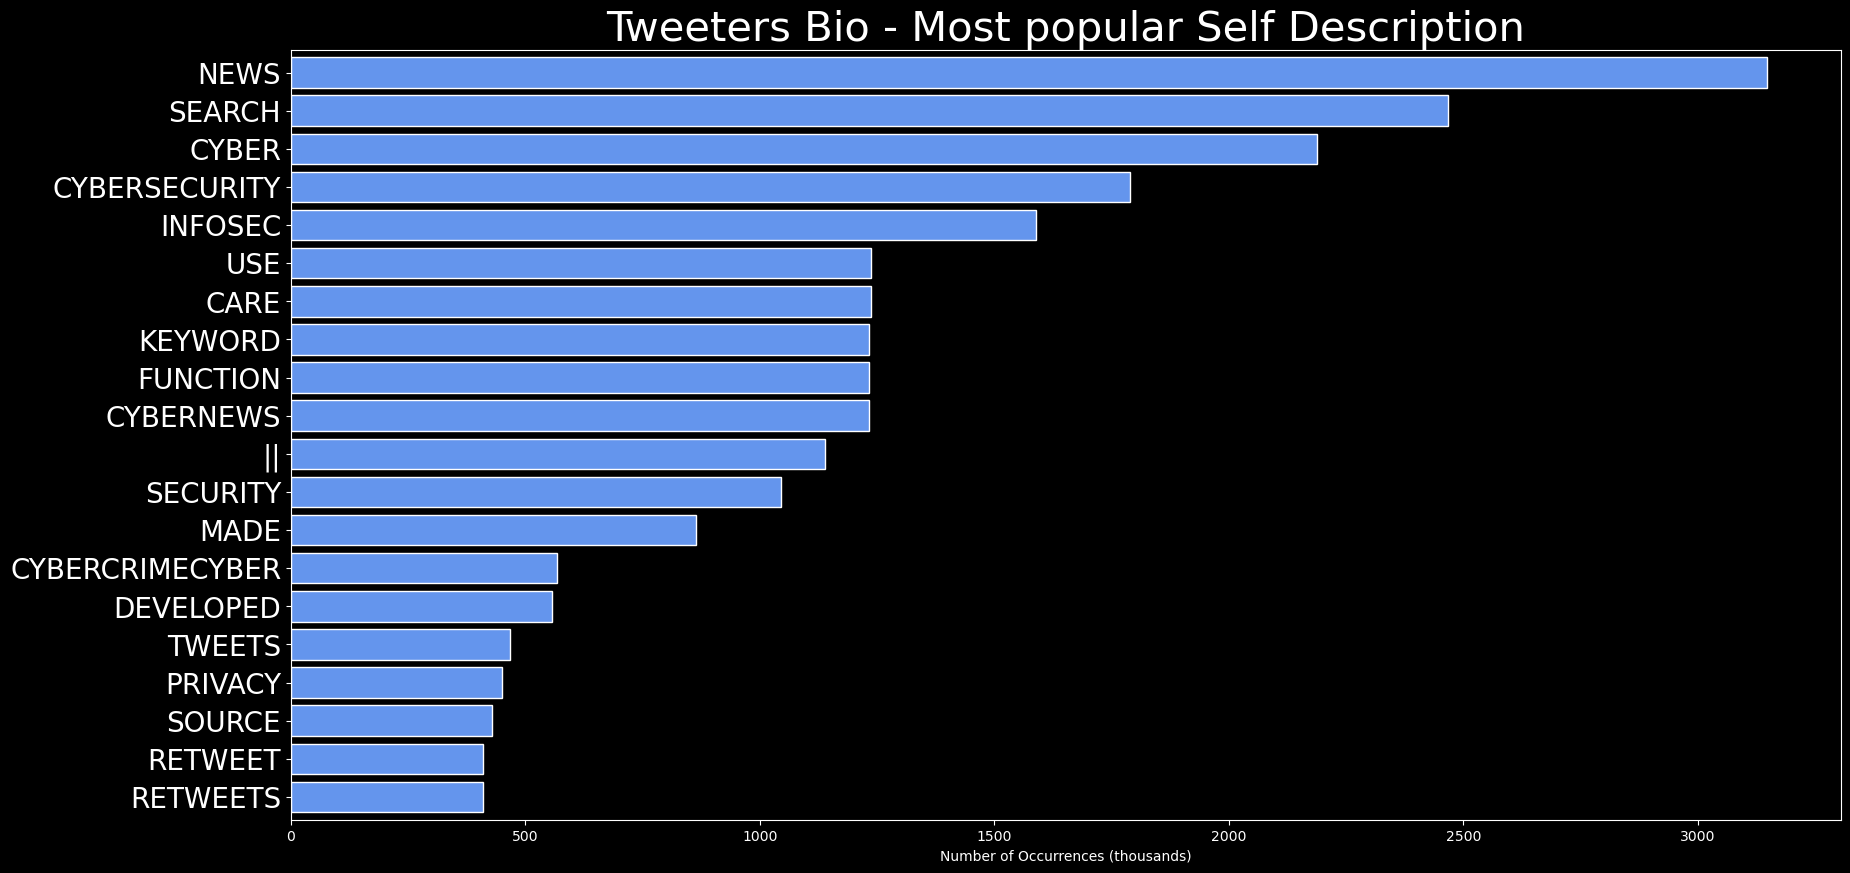 Tweeters Bio - Most popular Self Description
NEWS
SEARCH
CYBER
CYBERSECURITY
INFOSEC
USE
CARE
KEYWORD
FUNCTION
CYBERNEWS
||
SECURITY
MADE
CYBERCRIMECYBER
DEVELOPED
TWEETS
PRIVACY
SOURCE
RETWEET
RETWEETS
0 500 1000 1500 2000 2500 3000
Number of Occurrences (thousands)